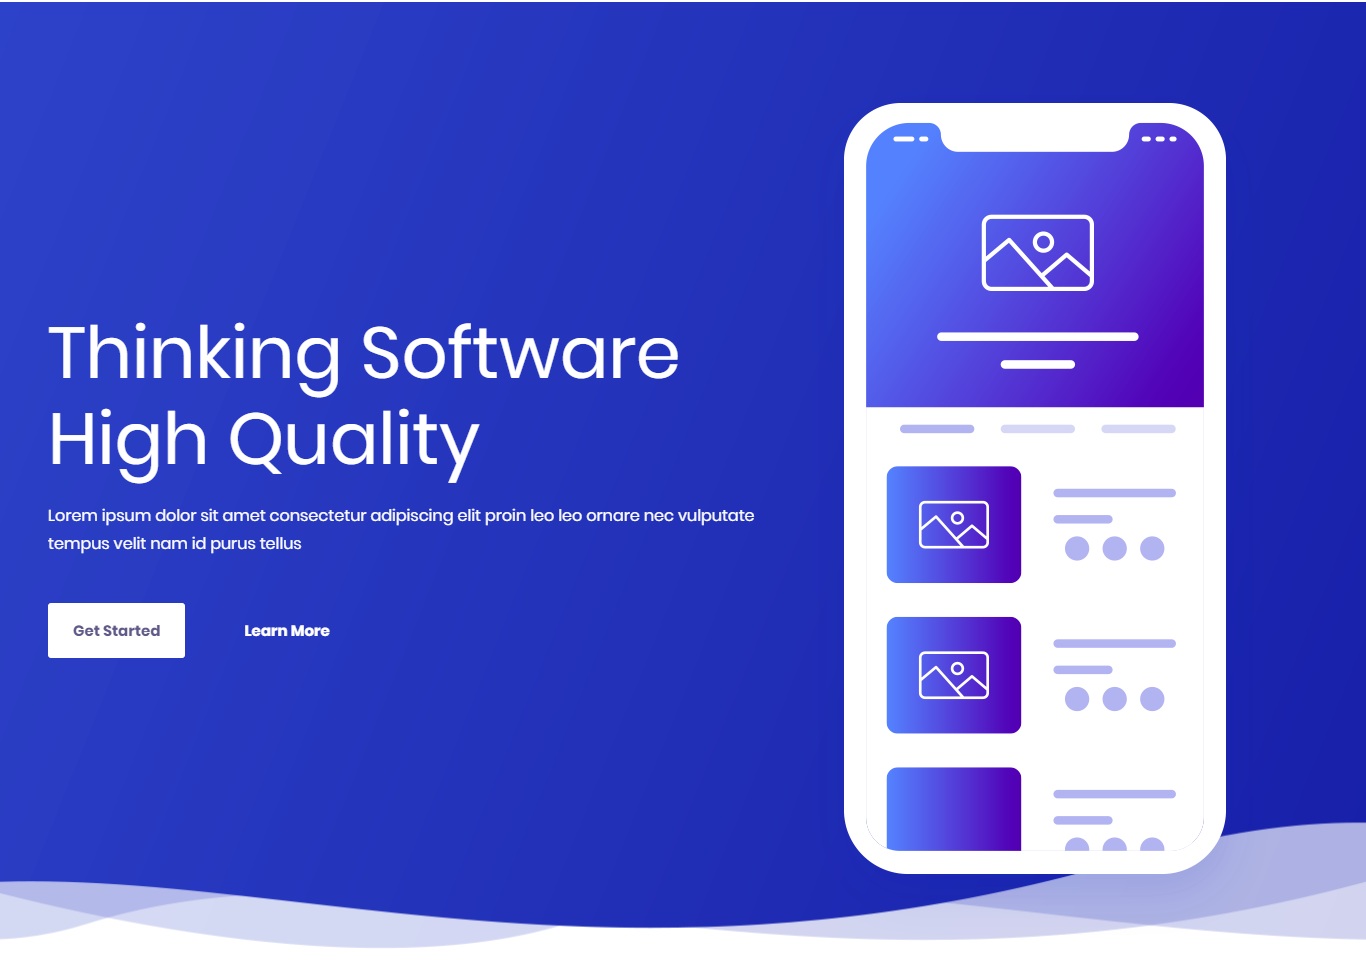 Thinking Software
High Quality
Lorem ipsum dolor sit amet consectetur adipiscing elit proin leo leo ornare nec vulputate
tempus velit nam id purus tellus
Get Started
Learn More